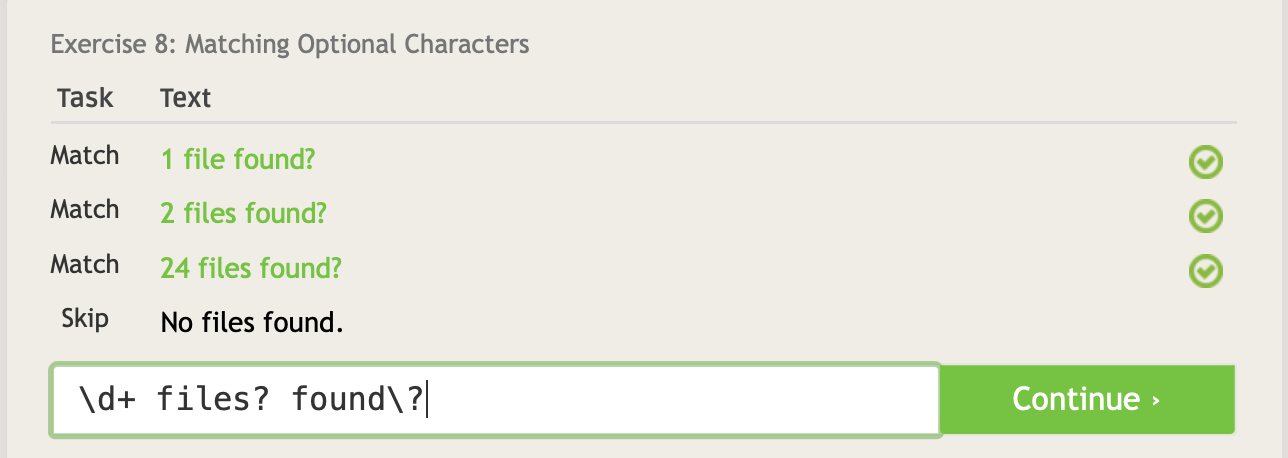 Exercise 8: Matching Optional Characters
Task Text
Match 1 file found?
Match 2 files found?
Match 24 files found?
Skip No files found.
\d+ files? found\? Continue ›